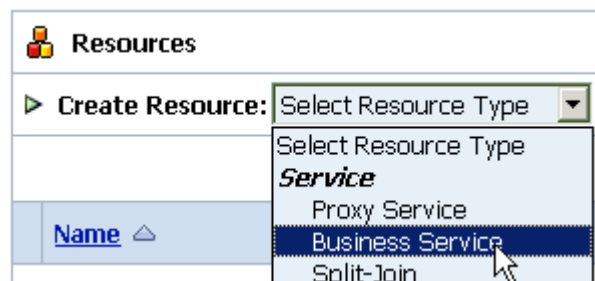 Resources
Create Resource: Select Resource Type
Select Resource Type
Service
Proxy Service
Name
Business Service
Split-Join